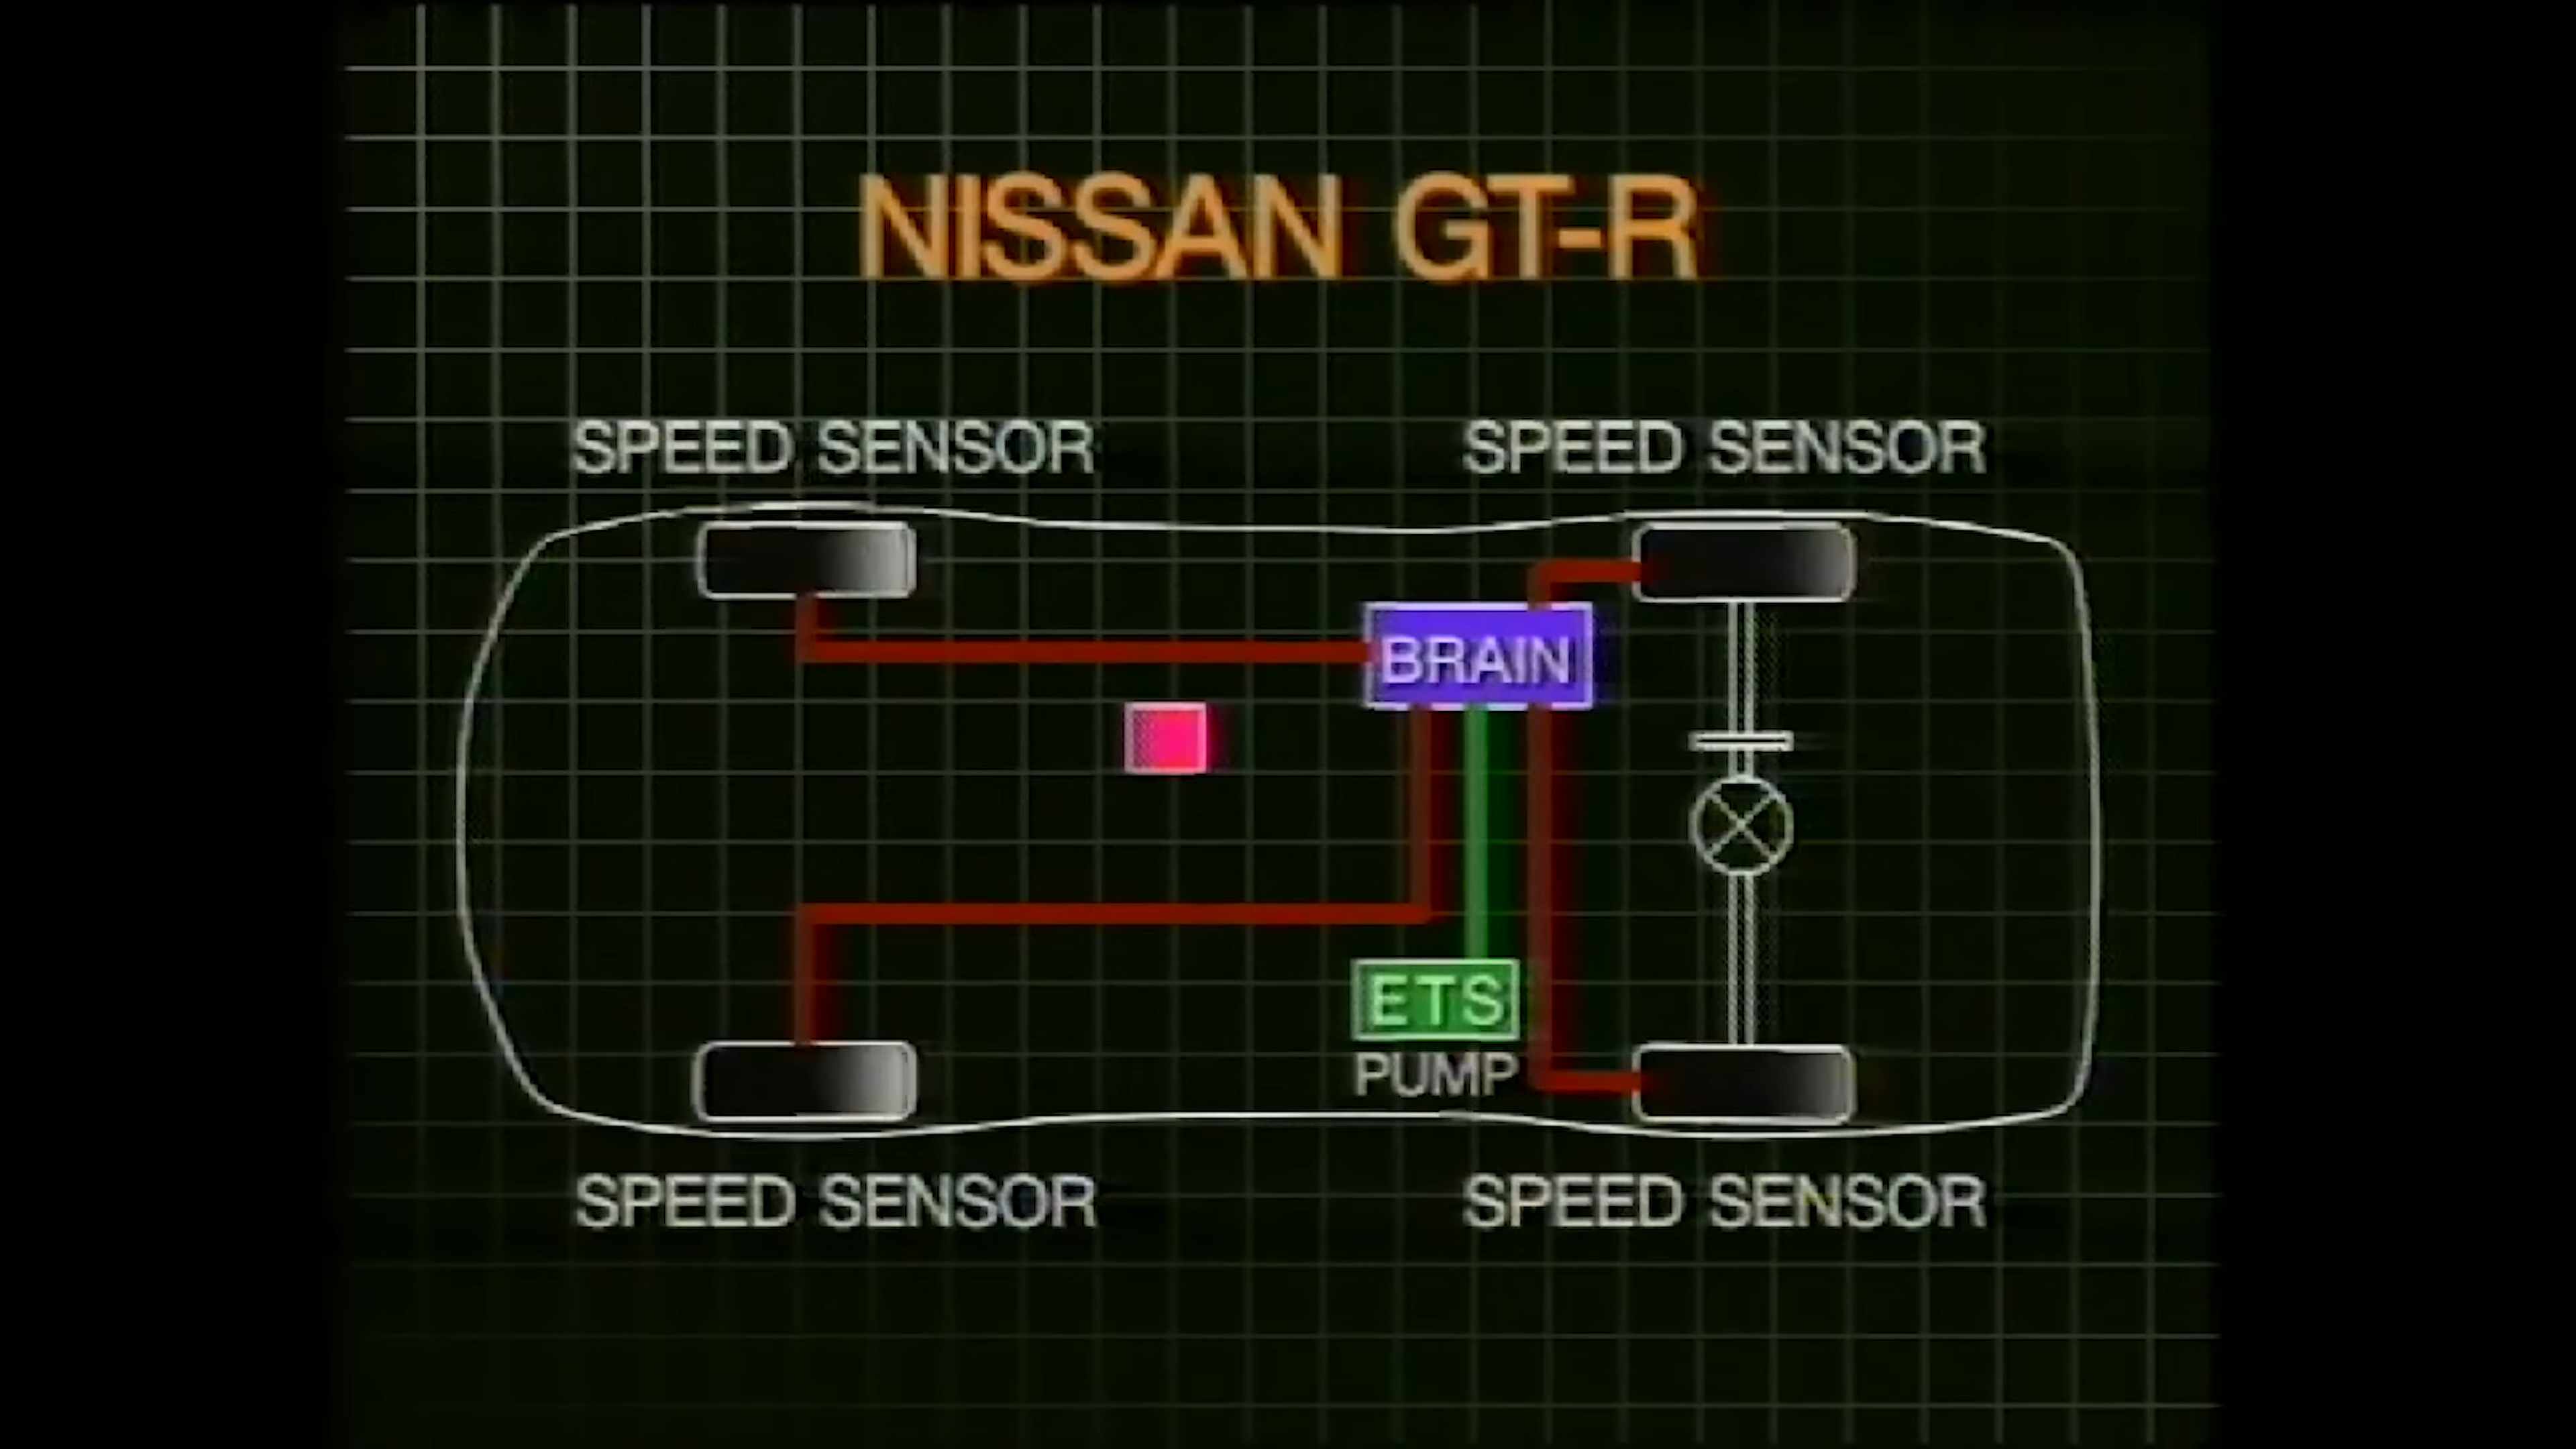 NISSAN GT-R
SPEED SENSOR
SPEED SENSOR
BRAIN
ETS
PUMP
SPEED SENSOR
SPEED SENSOR